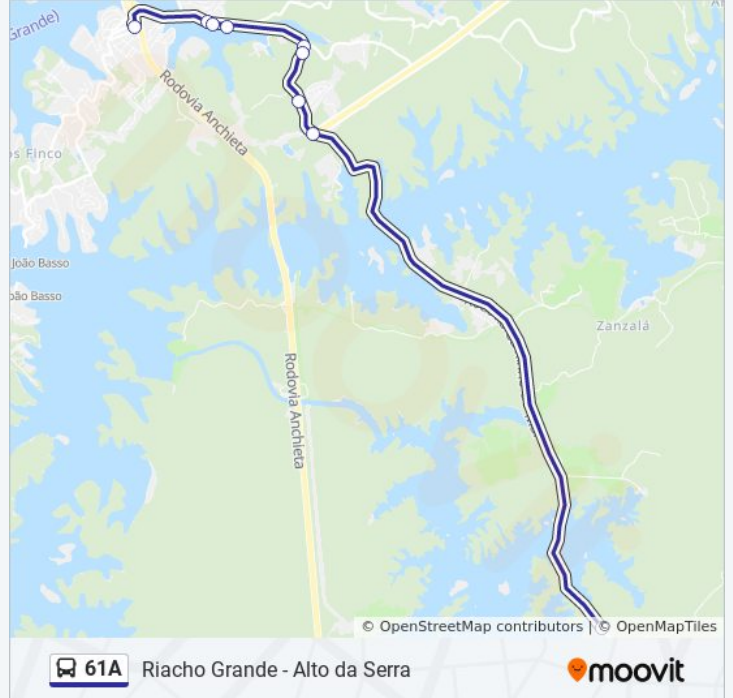 Grande)
Rodovia Anchieta
os Finco
João Basso
oão Basso
Zanzalá
Rodovia Anchieta
© OpenStreetMap contributors | © OpenMapTiles
61A Riacho Grande - Alto da Serra moovit